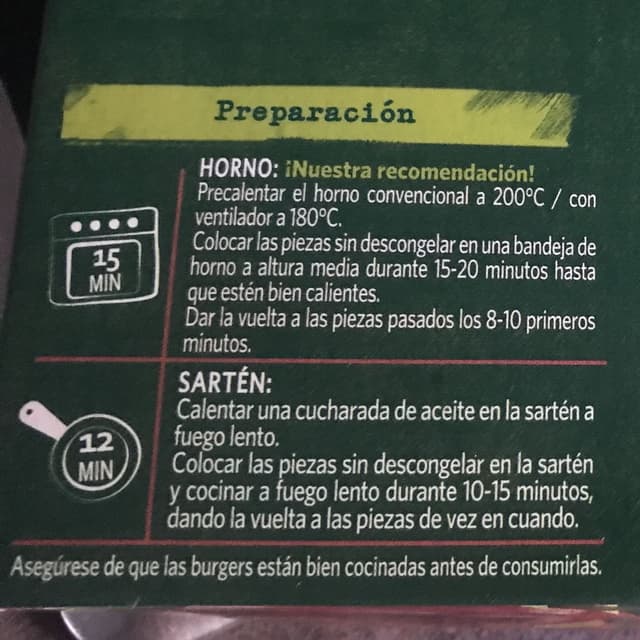 Preparación
HORNO: ¡Nuestra recomendación!
Precalentar el horno convencional a 200°C / con
ventilador a 180°C.
Colocar las piezas sin descongelar en una bandeja de
horno a altura media durante 15-20 minutos hasta
que estén bien calientes.
Dar la vuelta a las piezas pasados los 8-10 primeros
minutos.
15
MIN
SARTÉN:
Calentar una cucharada de aceite en la sartén a
fuego lento.
Colocar las piezas sin descongelar en la sartén
y cocinar a fuego lento durante 10-15 minutos,
dando la vuelta a las piezas de vez en cuando.
12
MIN
Asegúrese de que las burgers están bien cocinadas antes de consumirlas.